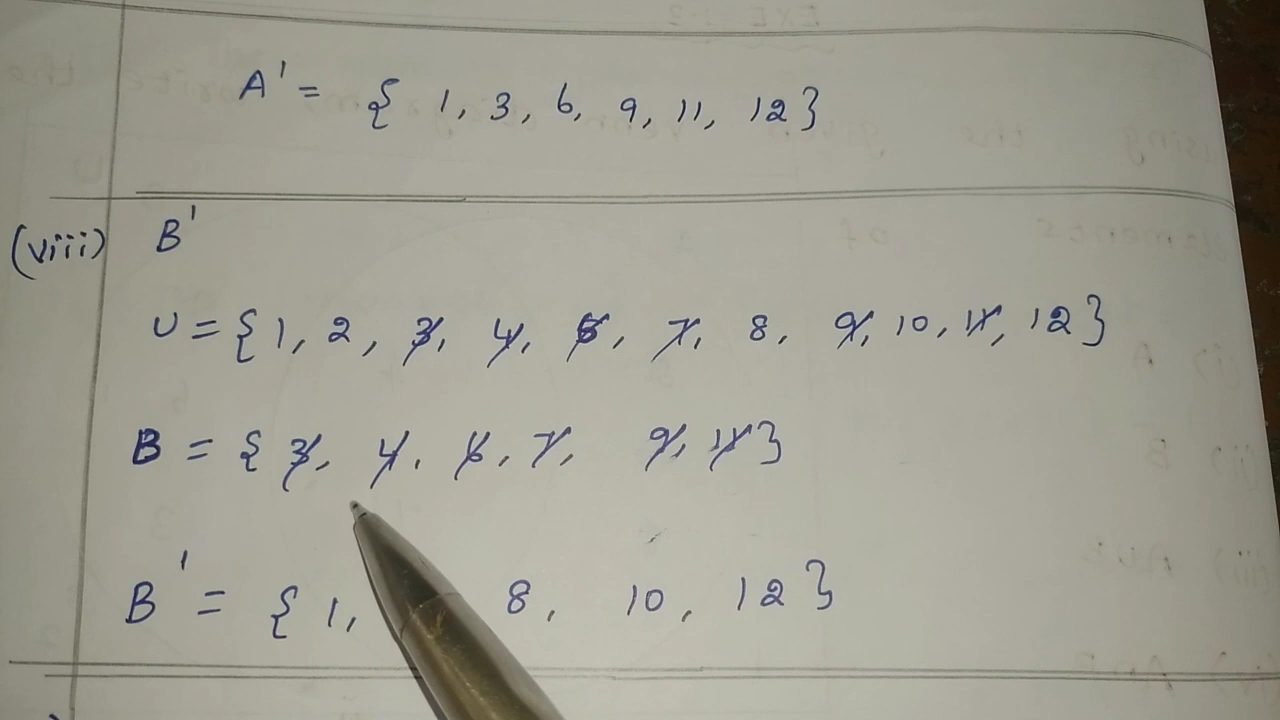 A' = { 1, 3, 6, 9, 11, 12}
(viii) B'
U = {1, 2, 3, 4, 6, 7, 8, 9, 10, 11, 12}
B = { 3, 4, 6, 7, 9, 11}
B' = { 1, 8, 10, 12}